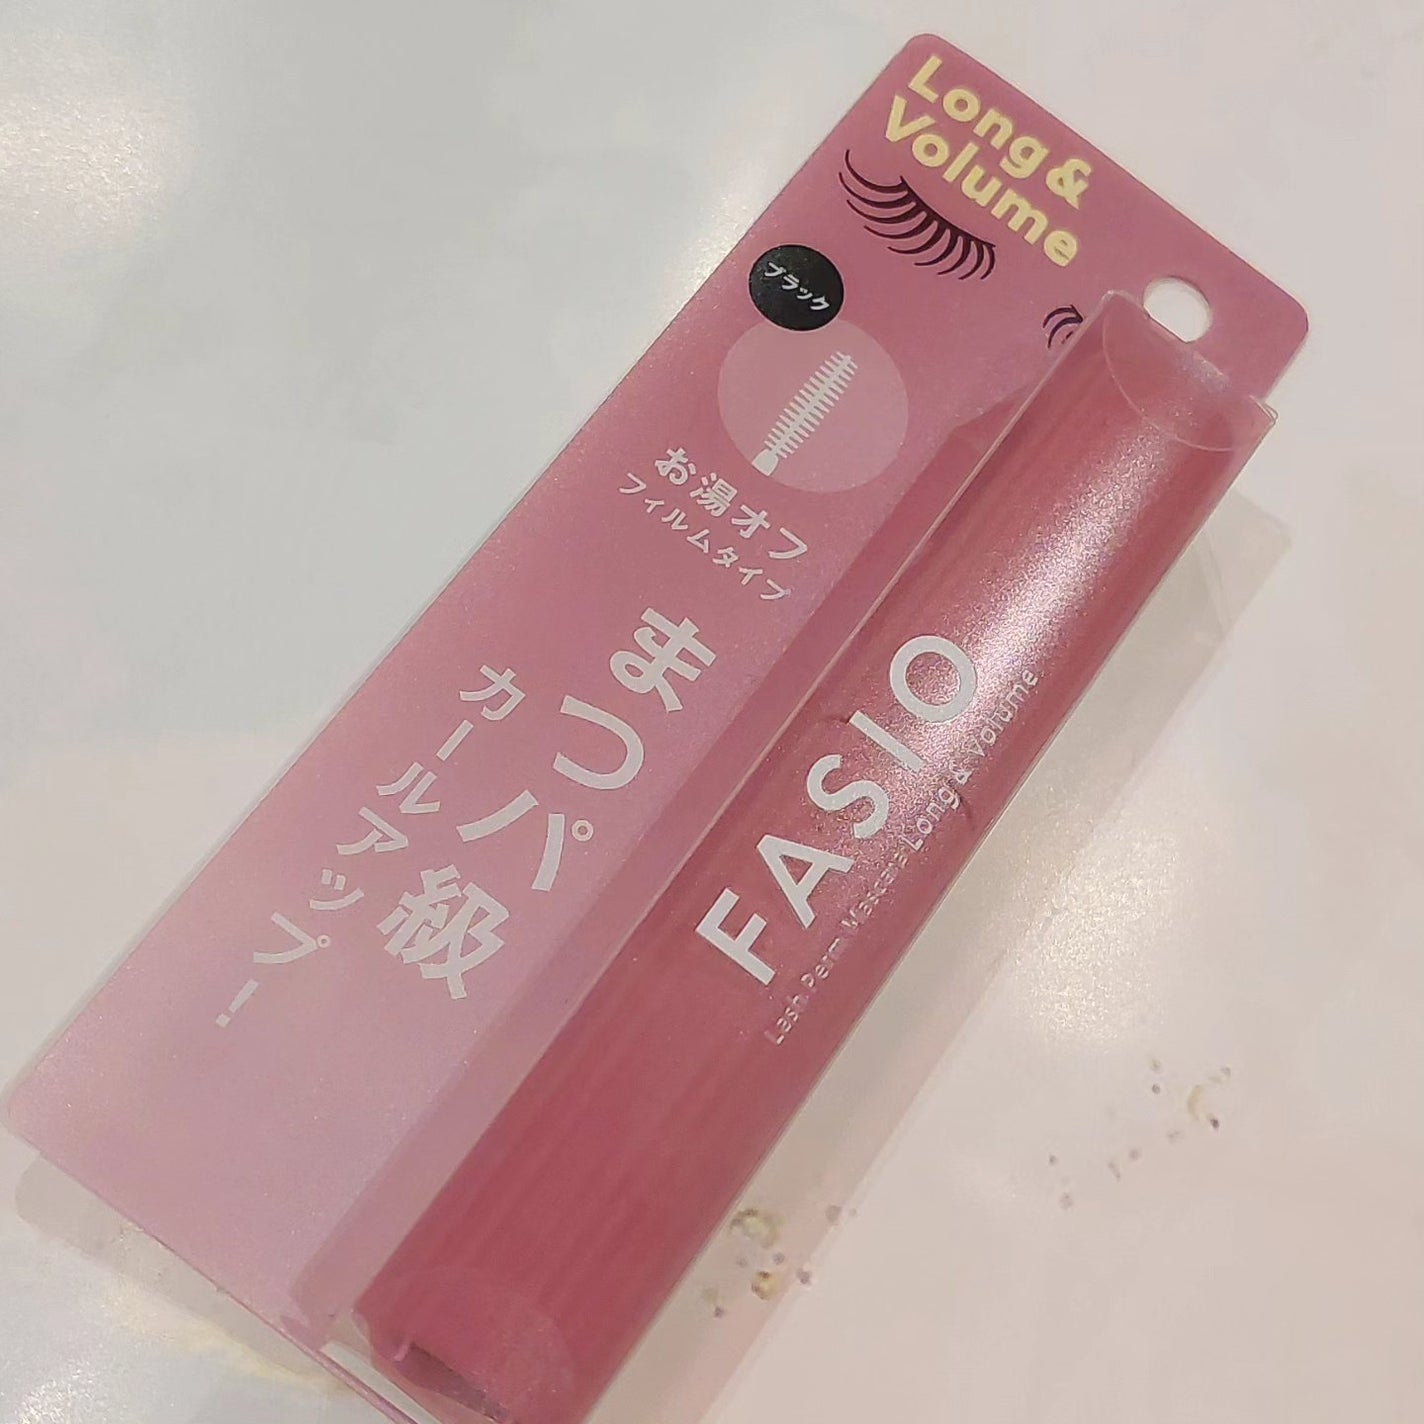 Long &
Volume
ブラック
お湯オフ
フィルムタイプ
まつパ級
カールアップ!
FASIO
Lash Perm Mascara Long & Volume